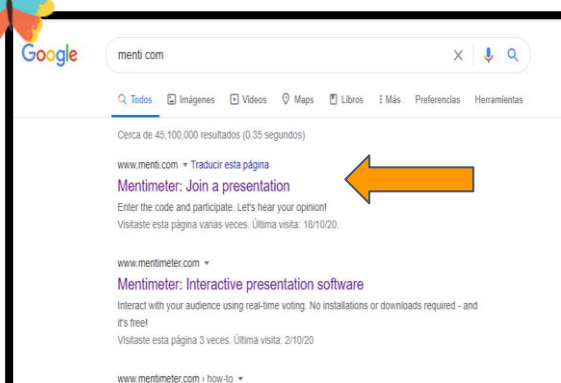 Google
menti com
Todos Imágenes Videos Maps Libros Más Preferencias Herramientas
Cerca de 45,100,000 resultados (0.35 segundos)
www.menti.com Traducir esta página
Mentimeter: Join a presentation
Enter the code and participate. Let's hear your opinion!
Visitaste esta página varias veces. Última visita: 18/10/20.
www.mentimeter.com
Mentimeter: Interactive presentation software
Interact with your audience using real-time voting. No installations or downloads required - and
it's free!
Visitaste esta página 3 veces. Última visita: 2/10/20
www.mentimeter.com › how-to